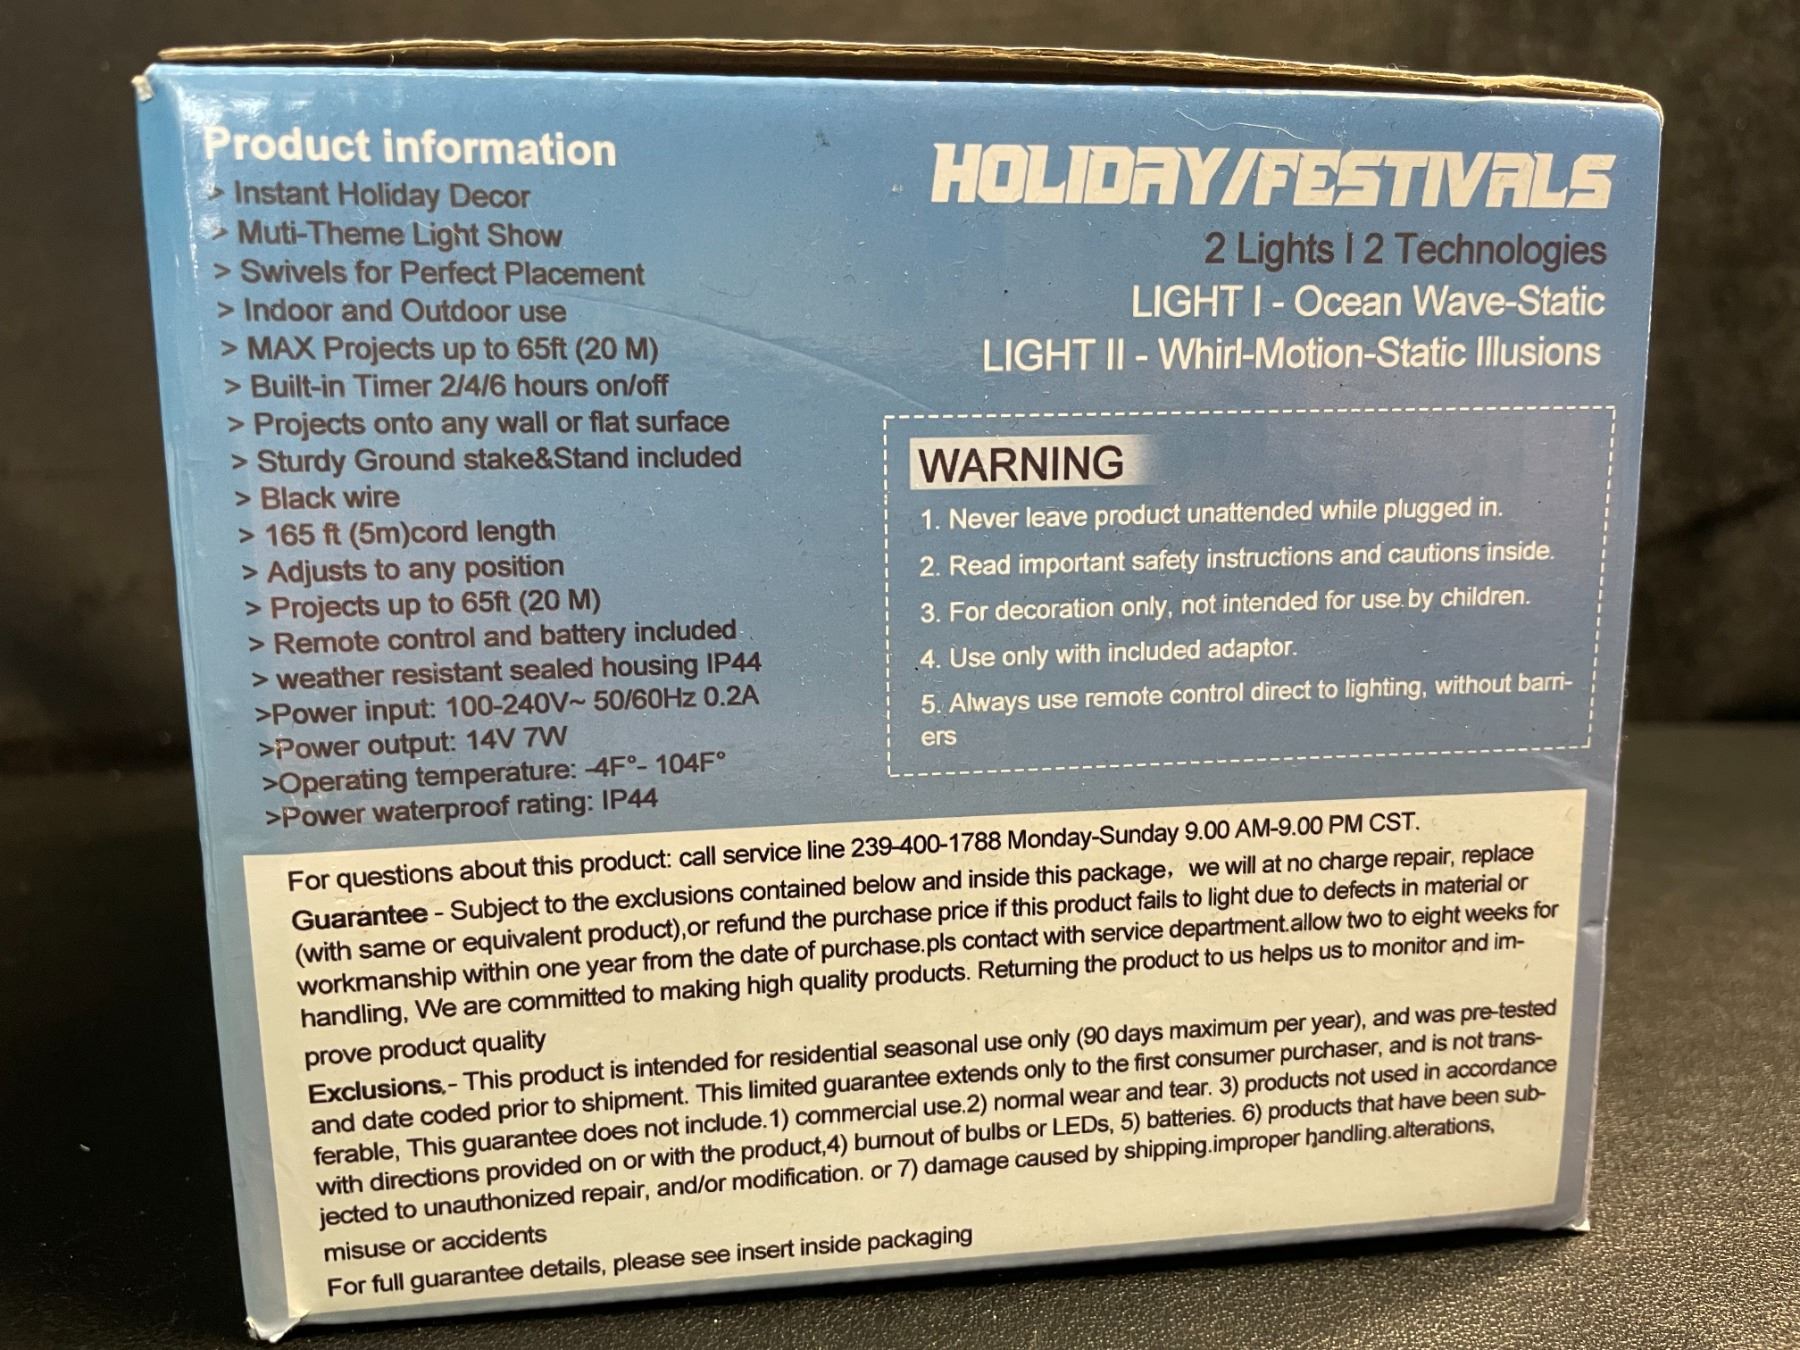 Product information
> Instant Holiday Decor
> Muti-Theme Light Show
> Swivels for Perfect Placement
> Indoor and Outdoor use
> MAX Projects up to 65ft (20 M)
> Built-in Timer 2/4/6 hours on/off
> Projects onto any wall or flat surface
> Sturdy Ground stake&Stand included
> Black wire
> 165 ft (5m)cord length
> Adjusts to any position
> Projects up to 65ft (20 M)
> Remote control and battery included
> weather resistant sealed housing IP44
>Power input: 100-240V~ 50/60Hz 0.2A
>Power output: 14V 7W
>Operating temperature: -4F°- 104F°
>Power waterproof rating: IP44
HOLIDAY/FESTIVALS
2 Lights I 2 Technologies
LIGHT I - Ocean Wave-Static
LIGHT II - Whirl-Motion-Static Illusions
WARNING
1. Never leave product unattended while plugged in.
2. Read important safety instructions and cautions inside.
3. For decoration only, not intended for use by children.
4. Use only with included adaptor.
5. Always use remote control direct to lighting, without barri-
ers
For questions about this product: call service line 239-400-1788 Monday-Sunday 9.00 AM-9.00 PM CST.
Guarantee - Subject to the exclusions contained below and inside this package, we will at no charge repair, replace
(with same or equivalent product),or refund the purchase price if this product fails to light due to defects in material or
workmanship within one year from the date of purchase.pls contact with service department.allow two to eight weeks for
handling, We are committed to making high quality products. Returning the product to us helps us to monitor and im-
prove product quality
Exclusions,- This product is intended for residential seasonal use only (90 days maximum per year), and was pre-tested
and date coded prior to shipment. This limited guarantee extends only to the first consumer purchaser, and is not trans-
ferable, This guarantee does not include.1) commercial use.2) normal wear and tear. 3) products not used in accordance
with directions provided on or with the product,4) burnout of bulbs or LEDs, 5) batteries. 6) products that have been sub-
jected to unauthonized repair, and/or modification. or 7) damage caused by shipping.improper handling.alterations,
misuse or accidents
For full guarantee details, please see insert inside packaging